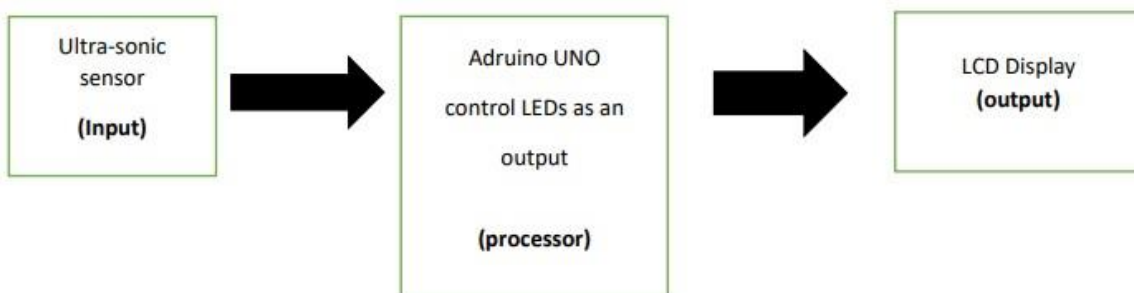 Ultra-sonic
sensor
(Input)
Adruino UNO
control LEDs as an
output
(processor)
LCD Display
(output)